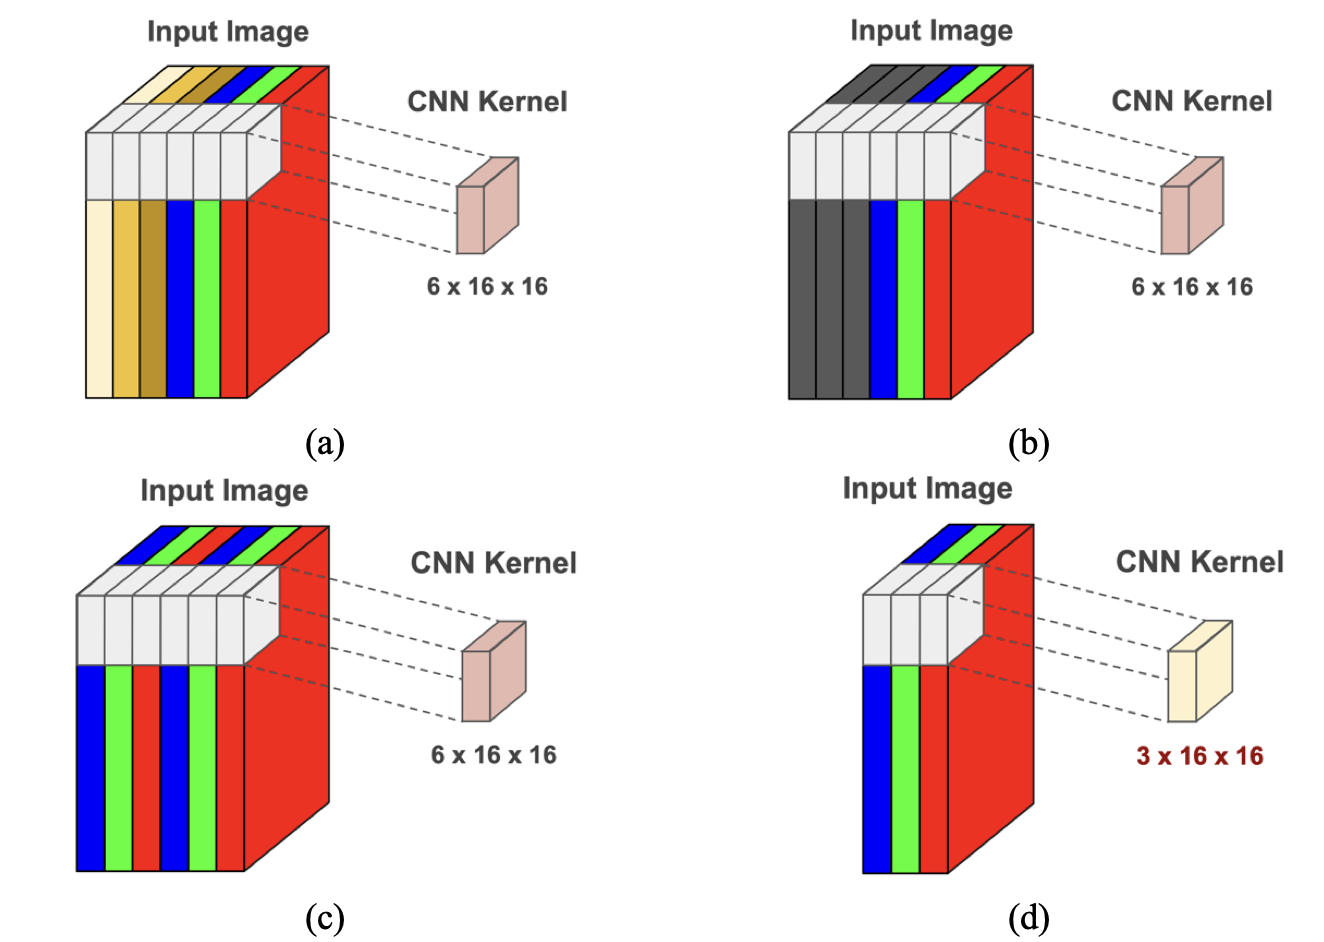 Input Image
CNN Kernel
6 x 16 x 16
(a)
Input Image
CNN Kernel
6 x 16 x 16
(b)
Input Image
CNN Kernel
6 x 16 x 16
(c)
Input Image
CNN Kernel
3 x 16 x 16
(d)